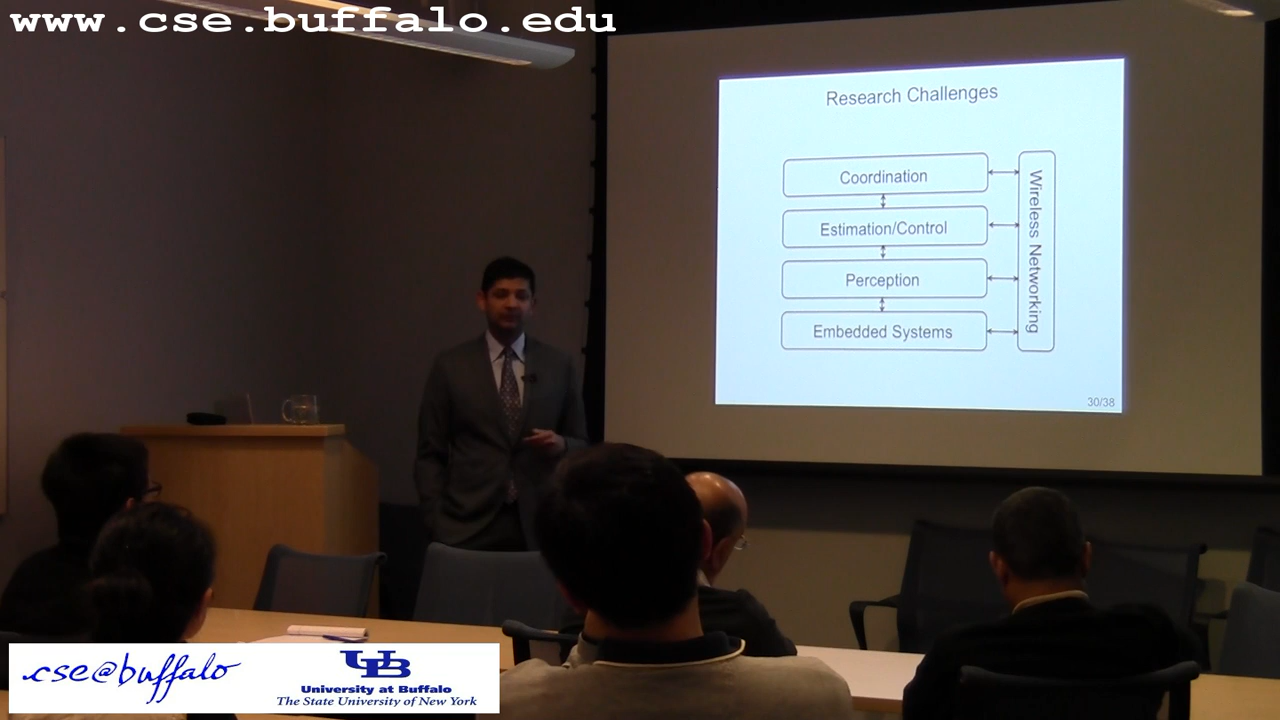 www.cse.buffalo.edu
Research Challenges
Coordination
Estimation/Control
Perception
Embedded Systems
Wireless Networking
30/38
cse@buffalo
UB
University at Buffalo
The State University of New York